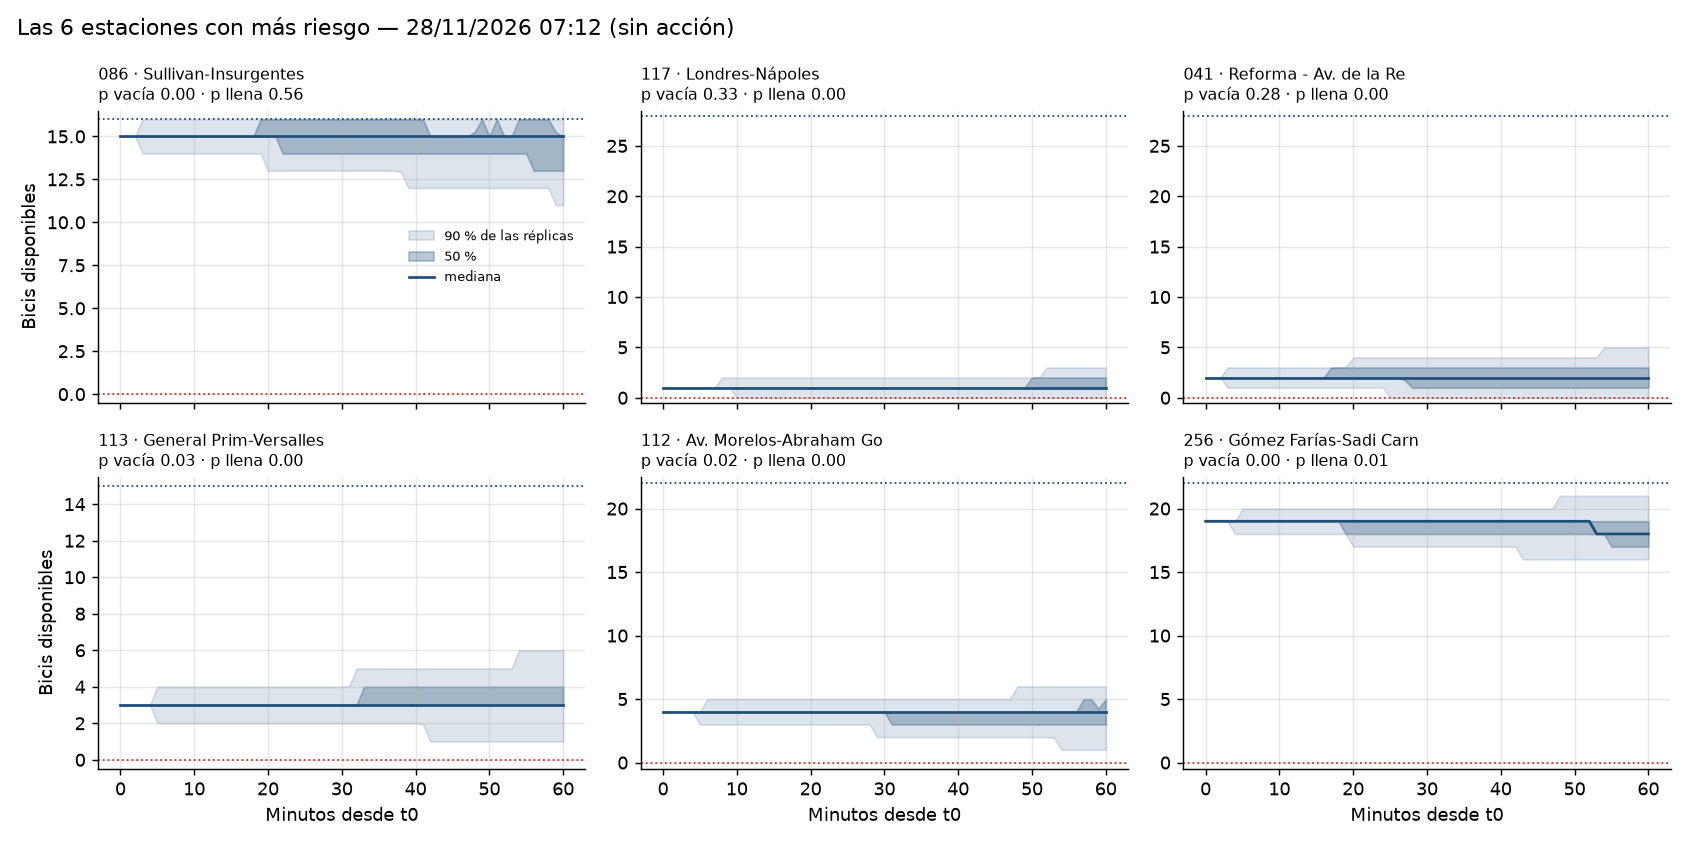 Las 6 estaciones con más riesgo — 28/11/2026 07:12 (sin acción)
086 · Sullivan-Insurgentes
p vacía 0.00 · p llena 0.56
15.0
12.5
10.0
7.5
5.0
2.5
0.0
Bicis disponibles
90 % de las réplicas
50 %
mediana
117 · Londres-Nápoles
p vacía 0.33 · p llena 0.00
25
20
15
10
5
0
041 · Reforma - Av. de la Re
p vacía 0.28 · p llena 0.00
25
20
15
10
5
0
113 · General Prim-Versalles
p vacía 0.03 · p llena 0.00
14
12
10
8
6
4
2
0
Bicis disponibles
0 10 20 30 40 50 60
Minutos desde t0
112 · Av. Morelos-Abraham Go
p vacía 0.02 · p llena 0.00
20
15
10
5
0
0 10 20 30 40 50 60
Minutos desde t0
256 · Gómez Farías-Sadi Carn
p vacía 0.00 · p llena 0.01
20
15
10
5
0
0 10 20 30 40 50 60
Minutos desde t0